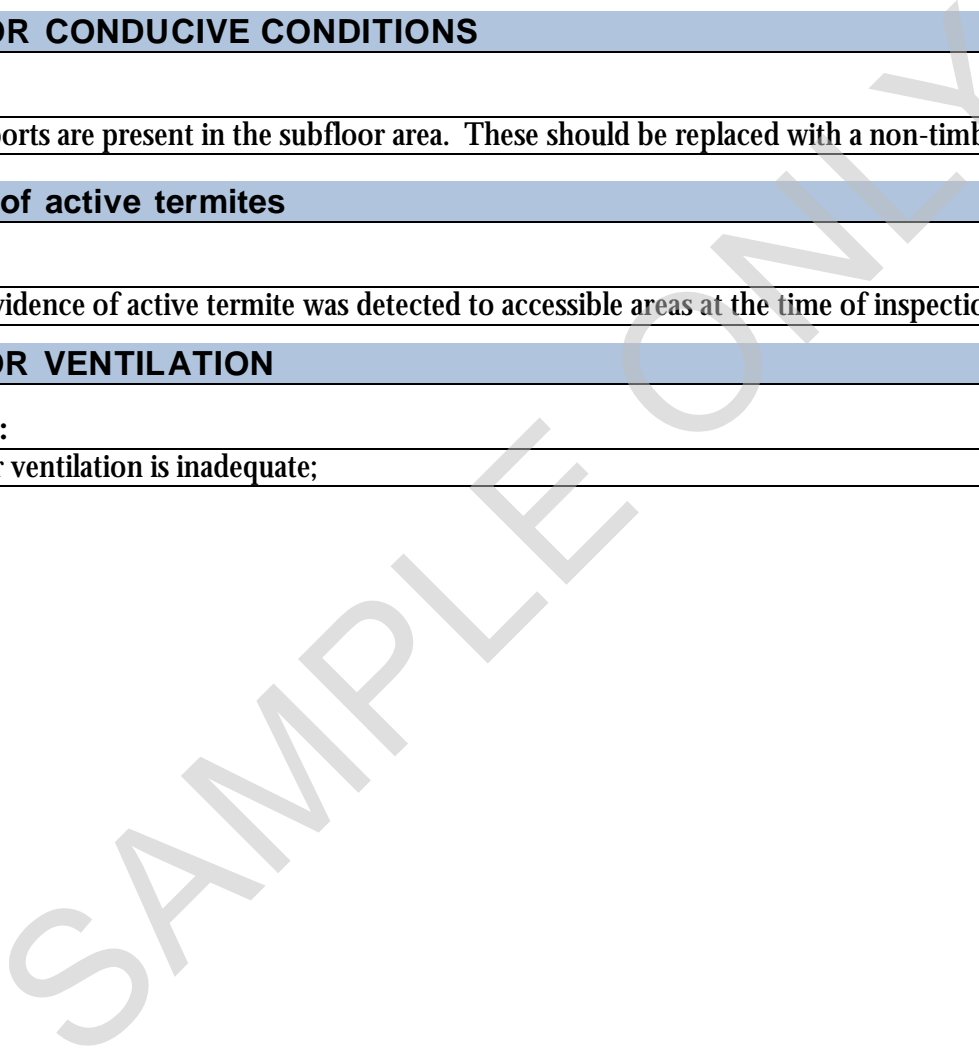 OR CONDUCIVE CONDITIONS
orts are present in the subfloor area. These should be replaced with a non-timb
of active termites
vidence of active termite was detected to accessible areas at the time of inspectio
OR VENTILATION
:
r ventilation is inadequate;
SAMPLE ONLY